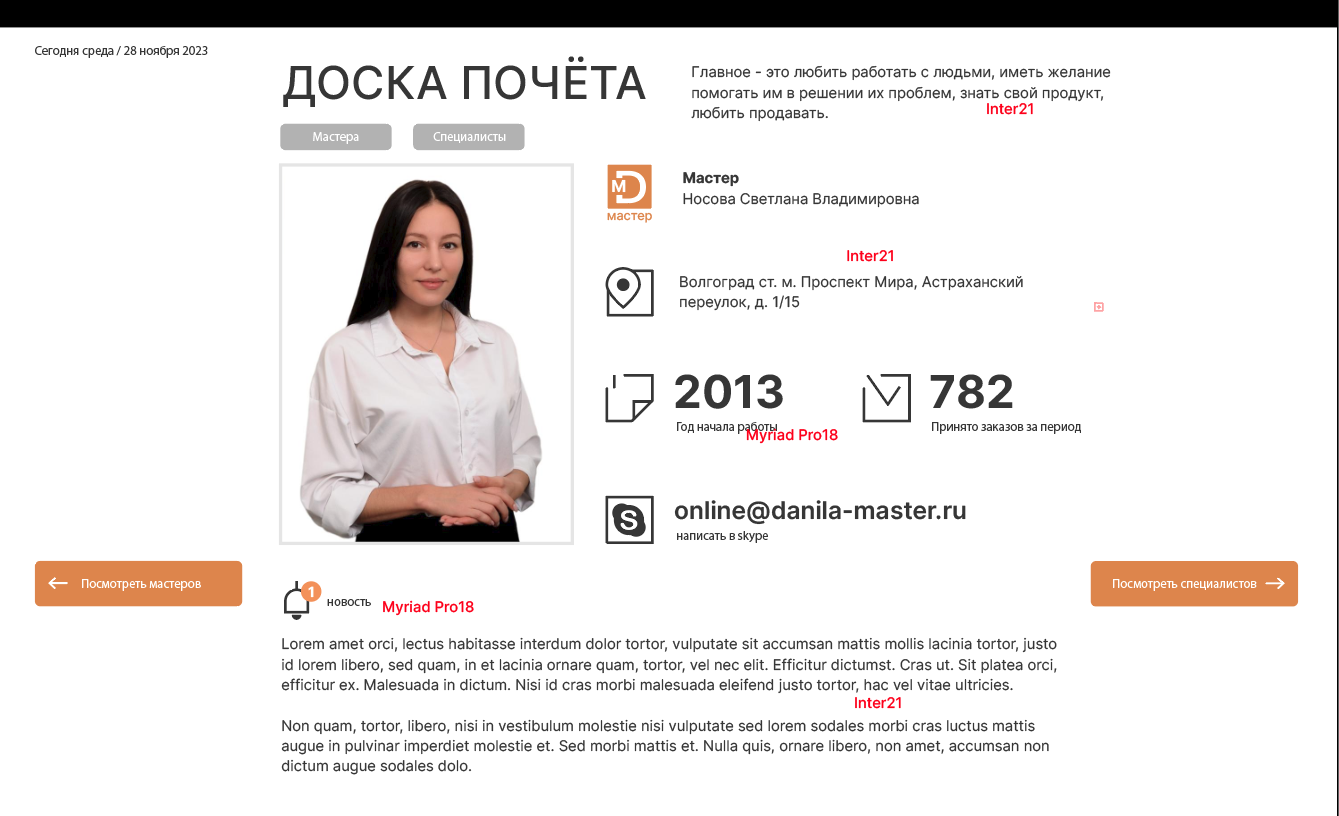 Сегодня среда / 28 ноября 2023
ДОСКА ПОЧЁТА
Главное - это любить работать с людьми, иметь желание
помогать им в решении их проблем, знать свой продукт,
любить продавать.
Inter21
Мастера
Специалисты
М D
мастер
Мастер
Носова Светлана Владимировна
Inter21
Волгоград ст. м. Проспект Мира, Астраханский
переулок, д. 1/15
2013
Год начала работы
Myriad Pro18
782
Принято заказов за период
S
online@danila-master.ru
написать в skype
Посмотреть мастеров
Посмотреть специалистов
1
новость
Myriad Pro18
Lorem amet orci, lectus habitasse interdum dolor tortor, vulputate sit accumsan mattis mollis lacinia tortor, justo
id lorem libero, sed quam, in et lacinia ornare quam, tortor, vel nec elit. Efficitur dictumst. Cras ut. Sit platea orci,
efficitur ex. Malesuada in dictum. Nisi id cras morbi malesuada eleifend justo tortor, hac vel vitae ultricies.
Inter21
Non quam, tortor, libero, nisi in vestibulum molestie nisi vulputate sed lorem sodales morbi cras luctus mattis
augue in pulvinar imperdiet molestie et. Sed morbi mattis et. Nulla quis, ornare libero, non amet, accumsan non
dictum augue sodales dolo.